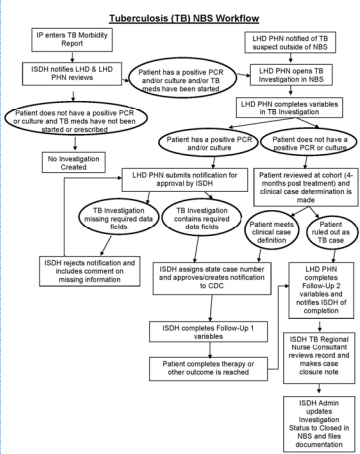 Tuberculosis (TB) NBS Workflow
IP enters TB Morbidity
Report
LHD PHN notified of TB
suspect outside of NBS
ISDH notifies LHD & LHD
PHN reviews
Patient has a positive PCR
and/or culture and/or TB
meds have been started
LHD PHN opens TB
Investigation in NBS
LHD PHN completes variables
in TB Investigation
Patient does not have a positive PCR
or culture and TB meds have not been
started or prescribed
Patient has a positive PCR
and/or culture
Patient does not have a
positive PCR or culture
No Investigation
Created
LHD PHN submits notification for
approval by ISDH
Patient reviewed at cohort (4-
months post treatment) and
clinical case determination is
made
TB Investigation
missing required data
fields
TB Investigation
contains required
data fields
Patient meets
clinical case
definition
Patient
ruled out as
TB case
ISDH rejects notification and
includes comment on
missing information
ISDH assigns state case number
and approves/creates notification
to CDC
LHD PHN
completes
Follow-Up 2
variables and
notifies ISDH of
completion
ISDH completes Follow-Up 1
variables
Patient completes therapy or
other outcome is reached
ISDH TB Regional
Nurse Consultant
reviews record and
makes case
closure note
ISDH Admin
updates
Investigation
Status to Closed in
NBS and files
documentation